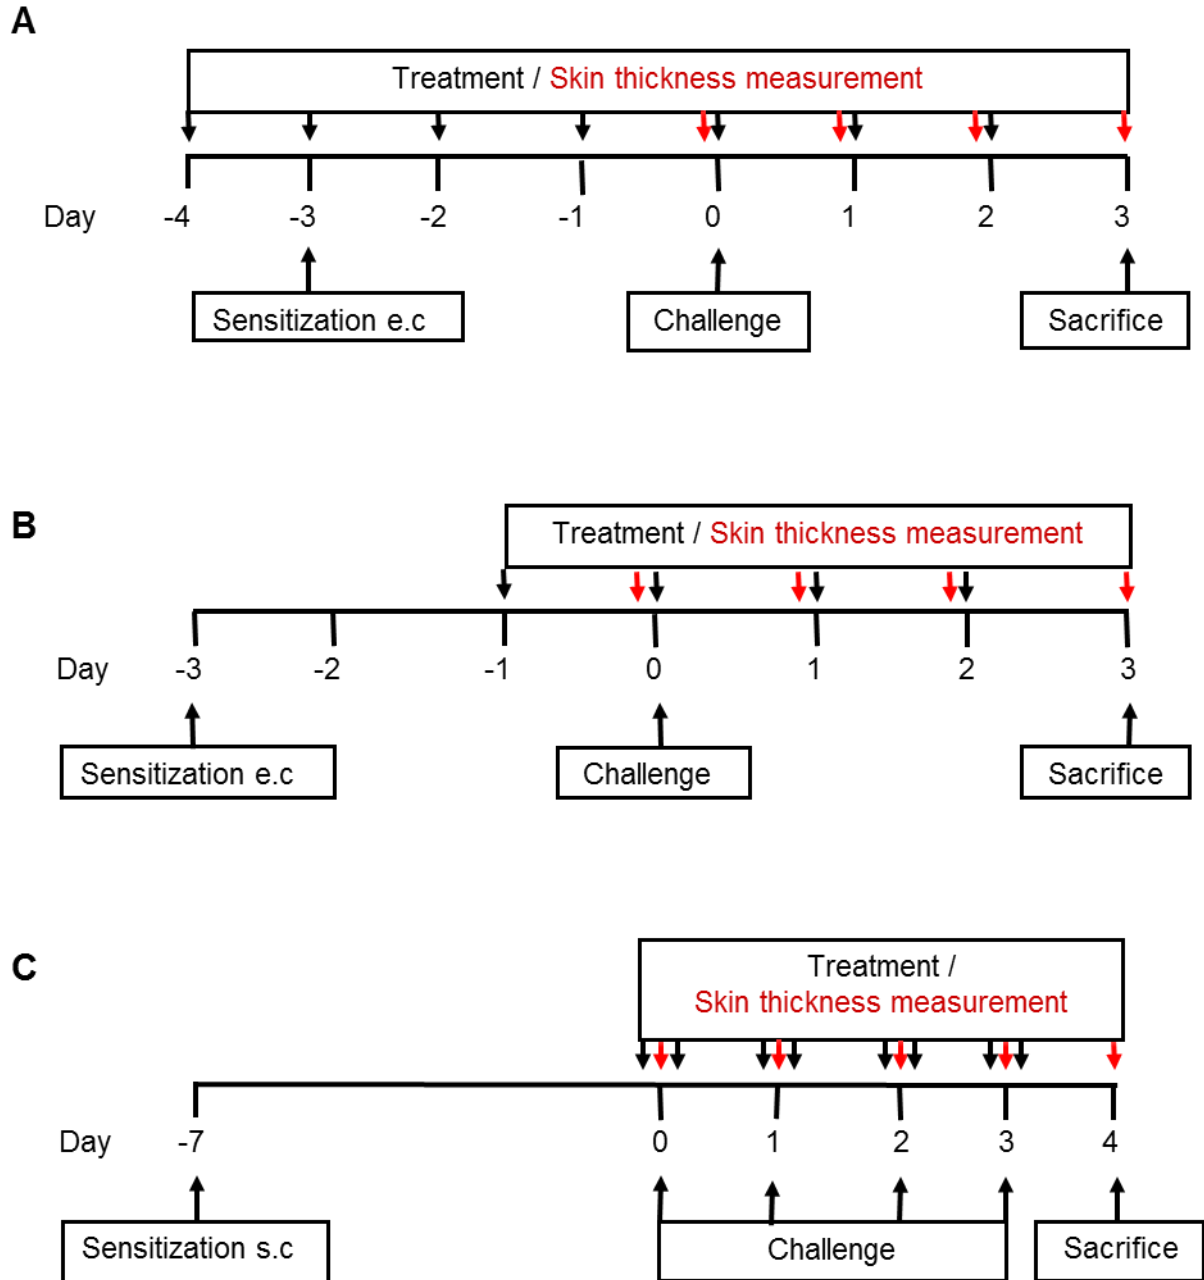 A
Treatment / Skin thickness measurement
Day -4 -3 -2 -1 0 1 2 3
Sensitization e.c Challenge Sacrifice
B
Treatment / Skin thickness measurement
Day -3 -2 -1 0 1 2 3
Sensitization e.c Challenge Sacrifice
C
Treatment /
Skin thickness measurement
Day -7 0 1 2 3 4
Sensitization s.c Challenge Sacrifice